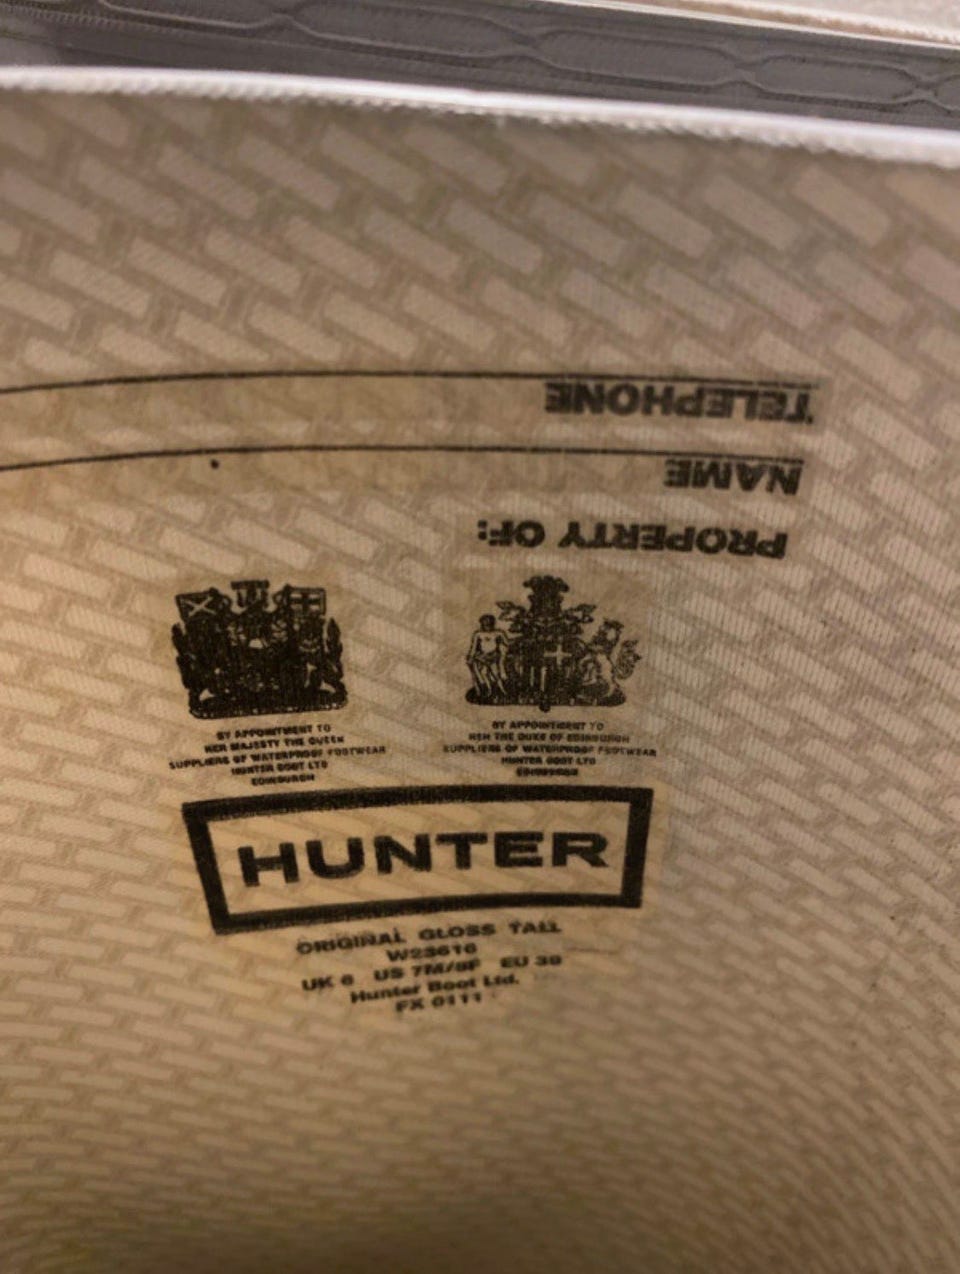 TELEPHONE
NAME
PROPERTY OF:
BY APPOINTMENT TO
HER MAJESTY THE QUEEN
SUPPLIERS OF WATERPROOF FOOTWEAR
HUNTER BOOT LTD
EDINBURGH
BY APPOINTMENT TO
HRH THE DUKE OF EDINBURGH
SUPPLIERS OF WATERPROOF FOOTWEAR
HUNTER BOOT LTD
EDINBURGH
HUNTER
ORIGINAL GLOSS TALL
W23616
UK 6 US 7M/8F EU 39
Hunter Boot Ltd.
FX 0111